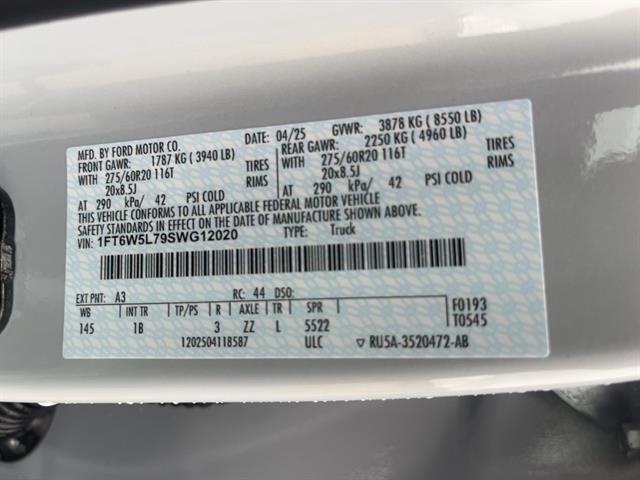 MFD. BY FORD MOTOR CO. DATE: 04/25 GVWR: 3878 KG ( 8550 LB)
FRONT GAWR: 1787 KG ( 3940 LB) REAR GAWR: 2250 KG ( 4960 LB)
WITH 275/60R20 116T TIRES WITH 275/60R20 116T TIRES
20x8.5J RIMS 20x8.5J RIMS
AT 290 kPa/ 42 PSI COLD AT 290 kPa/ 42 PSI COLD
THIS VEHICLE CONFORMS TO ALL APPLICABLE FEDERAL MOTOR VEHICLE
SAFETY STANDARDS IN EFFECT ON THE DATE OF MANUFACTURE SHOWN ABOVE.
VIN: 1FT6W5L79SWG12020 TYPE: Truck
EXT PNT: A3 RC: 44 DSO:
WB INT TR TP/PS R AXLE TR SPR F0193
145 1B 3 ZZ L 5522 T0545
1202504118587 ULC ▽ RU5A-3520472-AB